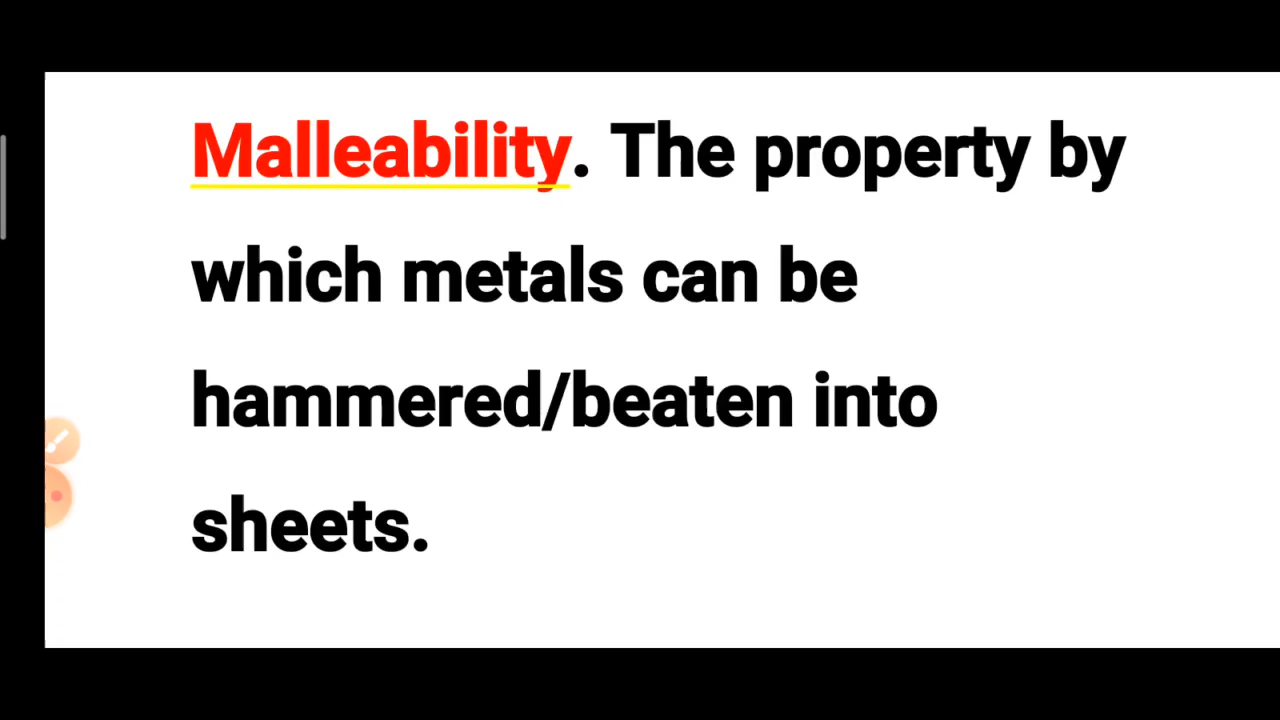 Malleability. The property by
which metals can be
hammered/beaten into
sheets.